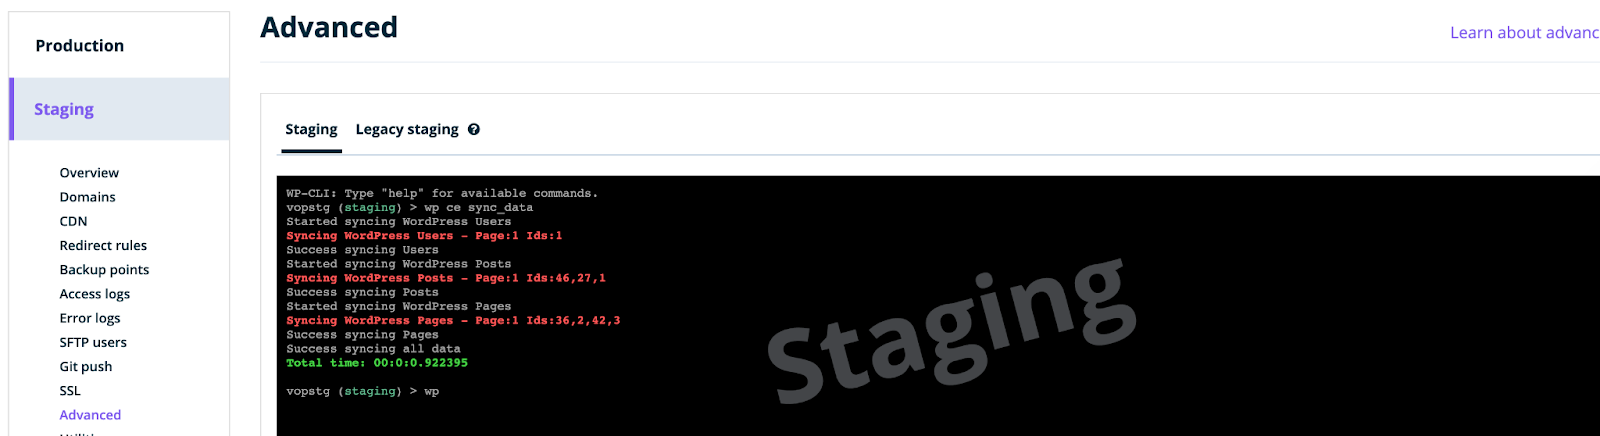 Production
Staging
Overview
Domains
CDN
Redirect rules
Backup points
Access logs
Error logs
SFTP users
Git push
SSL
Advanced
Advanced
Learn about advanc
Staging Legacy staging ?
WP-CLI: Type "help" for available commands.
vopstg (staging) > wp ce sync_data
Started syncing WordPress Users
Syncing WordPress Users - Page:1 Ids:1
Success syncing Users
Started syncing WordPress Posts
Syncing WordPress Posts - Page:1 Ids:46,27,1
Success syncing Posts
Started syncing WordPress Pages
Syncing WordPress Pages - Page:1 Ids:36,2,42,3
Success syncing Pages
Success syncing all data
Total time: 00:0:0.922395
vopstg (staging) > wp
Staging